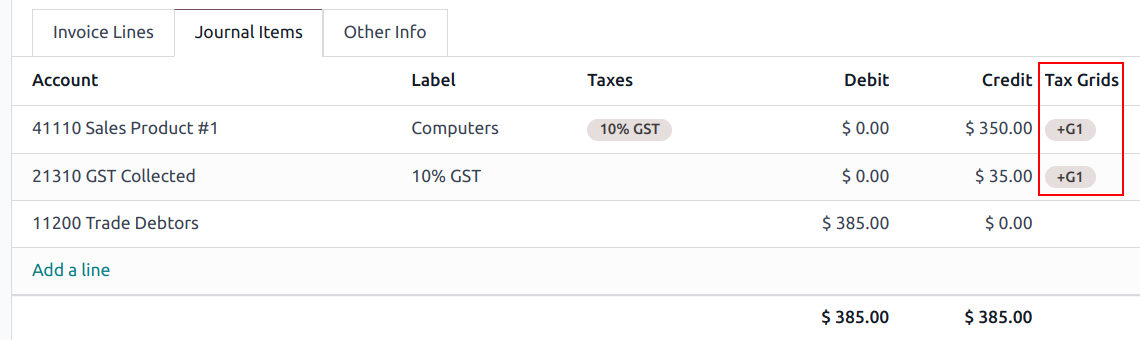 Invoice Lines Journal Items Other Info
Account Label Taxes Debit Credit Tax Grids
41110 Sales Product #1 Computers 10% GST $ 0.00 $ 350.00 +G1
21310 GST Collected 10% GST $ 0.00 $ 35.00 +G1
11200 Trade Debtors $ 385.00 $ 0.00
Add a line
$ 385.00 $ 385.00